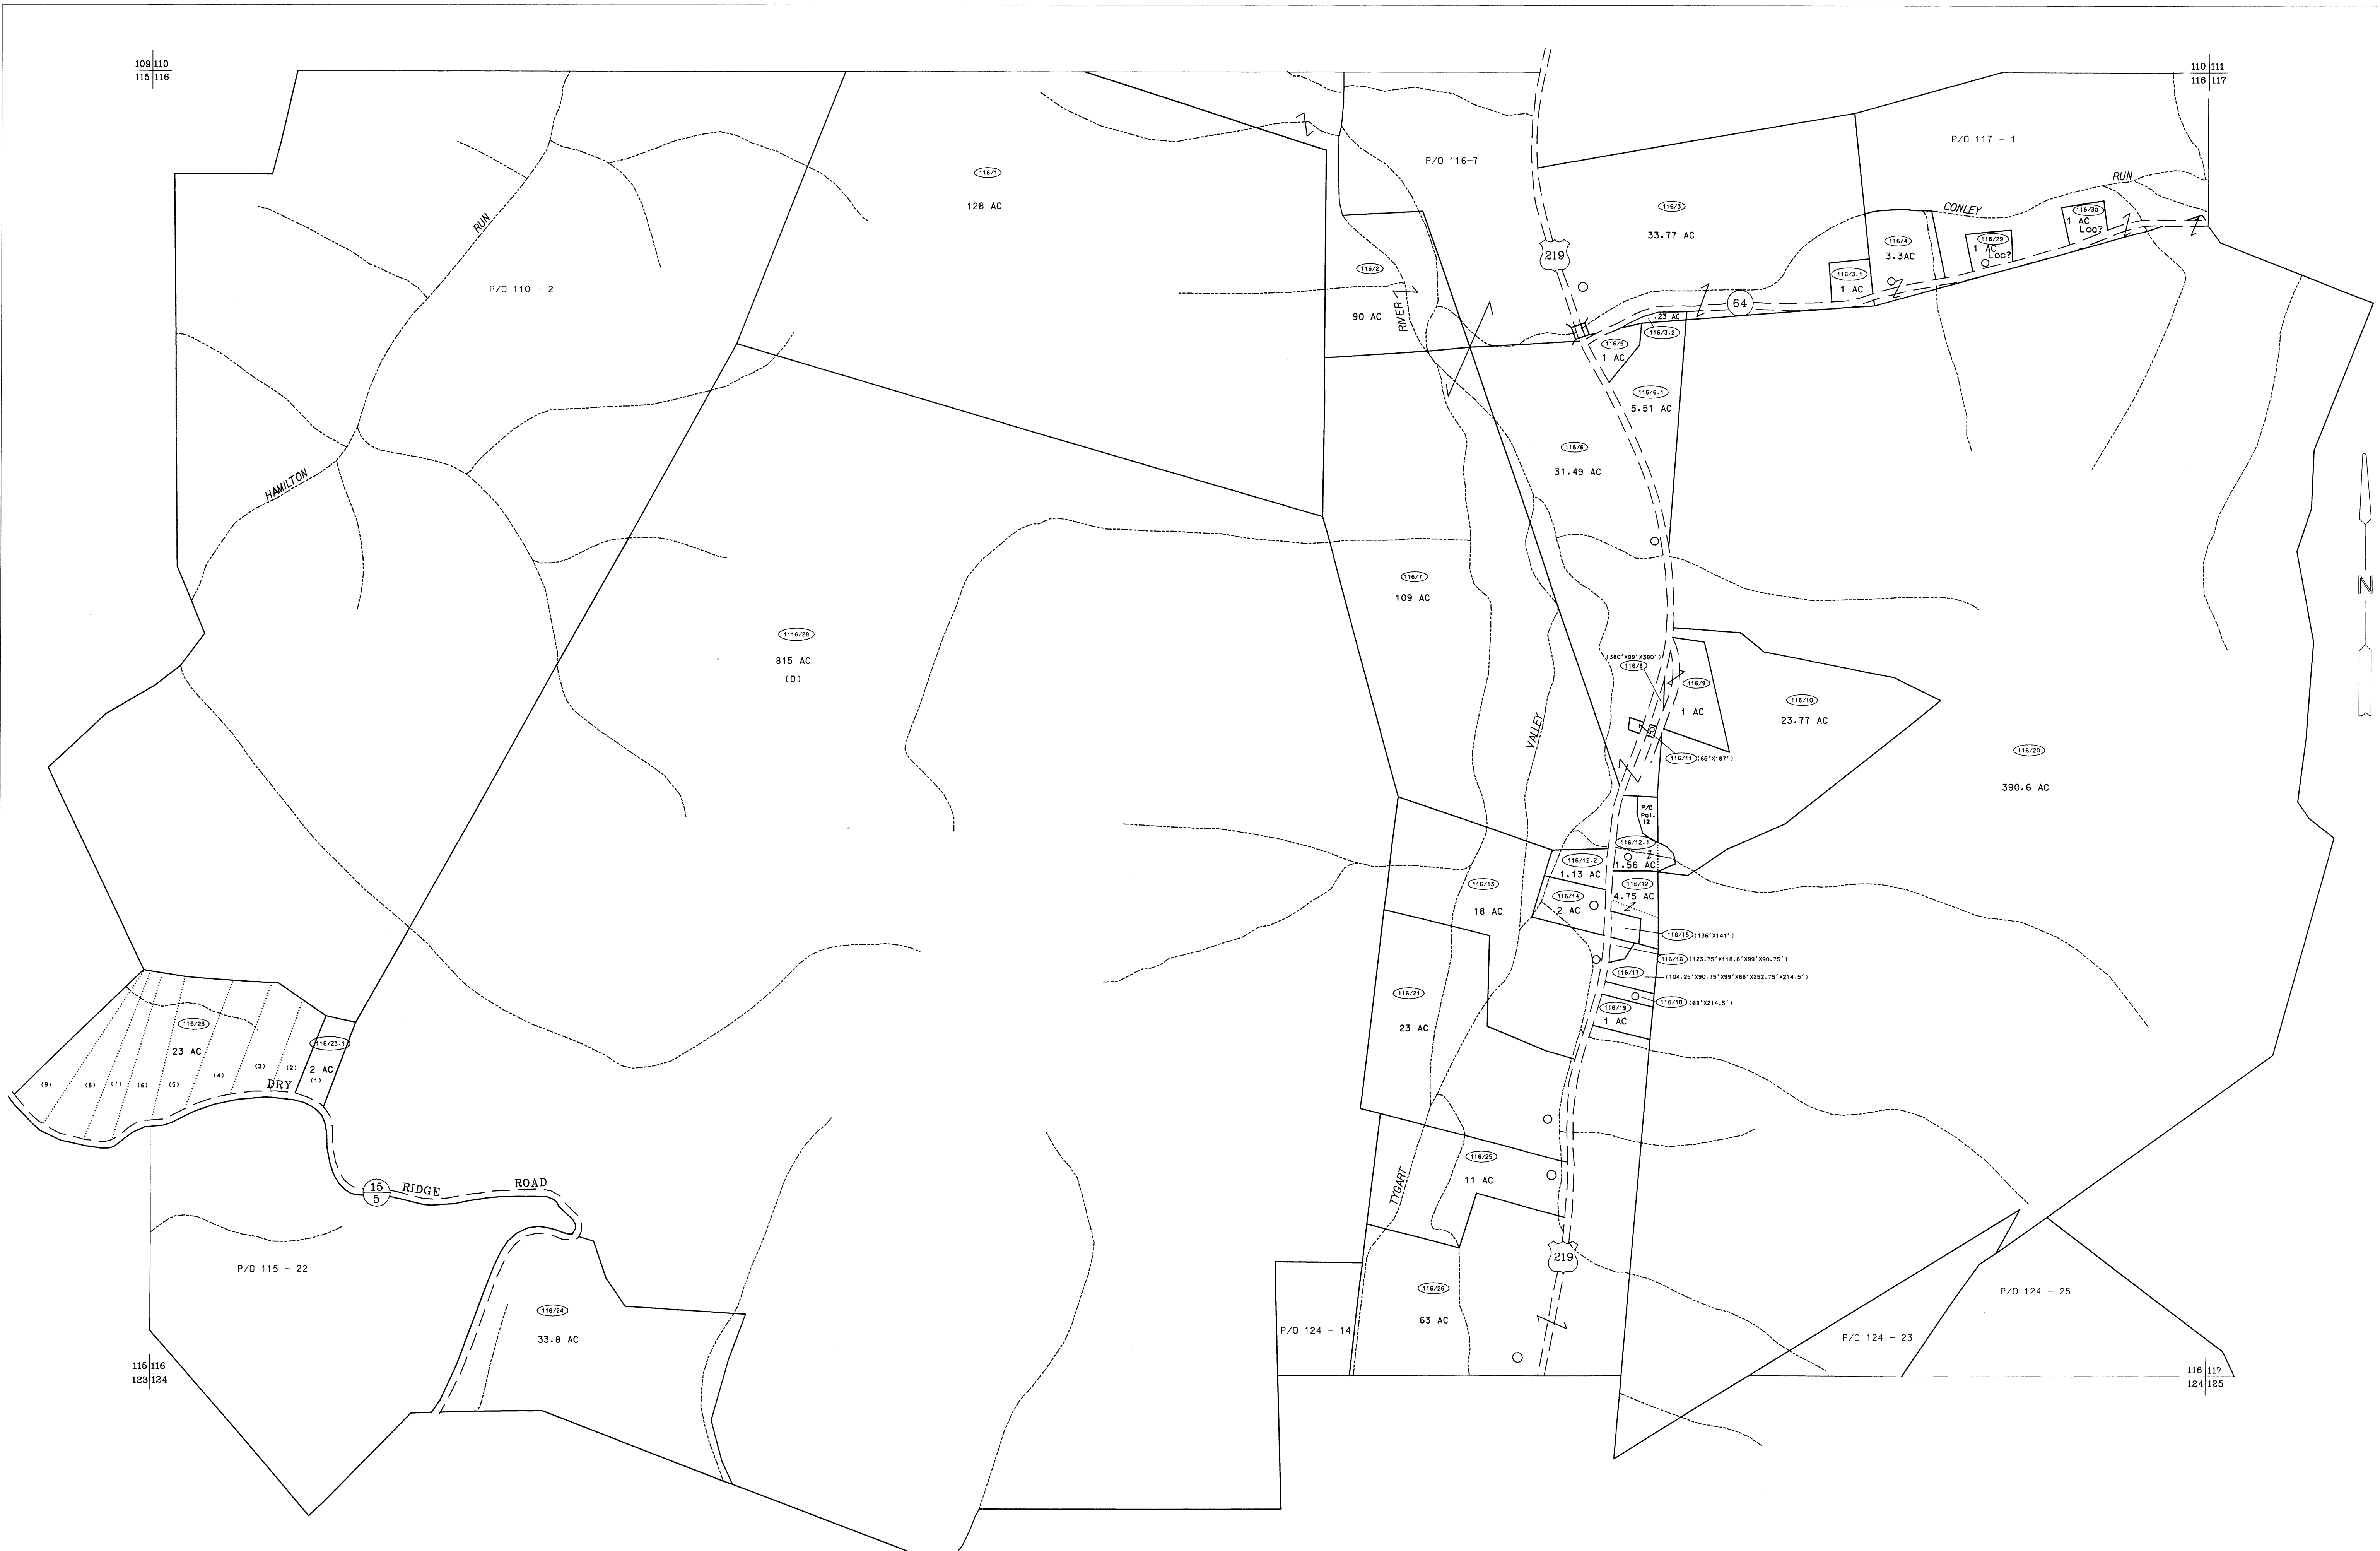 109 110
115 116
110 111
116 117
P/O 117 - 1
P/O 116-7
116/1
128 AC
RUN
116/3
33.77 AC
CONLEY
RUN
116/30
1 AC
Loc?
116/4
3.3AC
116/29
1 AC
Loc?
219
116/2
90 AC
RIVER
P/O 110 - 2
116/3.1
1 AC
64
.23 AC
116/3.2
116/5
1 AC
116/6.1
5.51 AC
116/6
31.49 AC
HAMILTON
N
116/7
109 AC
1116/28
815 AC
(D)
(380'X99'X380')
116/8
116/9
1 AC
116/10
23.77 AC
VALLEY
116/11 (65'X187')
116/20
390.6 AC
P/O
Pcl.
12
116/12.1
1.56 AC
116/12.2
1.13 AC
116/12
4.75 AC
116/13
18 AC
116/14
2 AC
116/15 (136'X141')
116/16 (123.75'X118.8'X99'X90.75')
116/17
(104.25'X90.75'X99'X66'X252.75'X214.5')
116/18 (69'X214.5')
116/19
1 AC
116/21
23 AC
116/23
23 AC
116/23.1
2 AC
(1)
(2)
(3)
(4)
(5)
(6)
(7)
(8)
(9)
DRY
15
5
RIDGE
ROAD
116/25
11 AC
TYGART
219
P/O 115 - 22
116/24
33.8 AC
116/26
63 AC
P/O 124 - 14
P/O 124 - 25
P/O 124 - 23
115 116
123 124
116 117
124 125